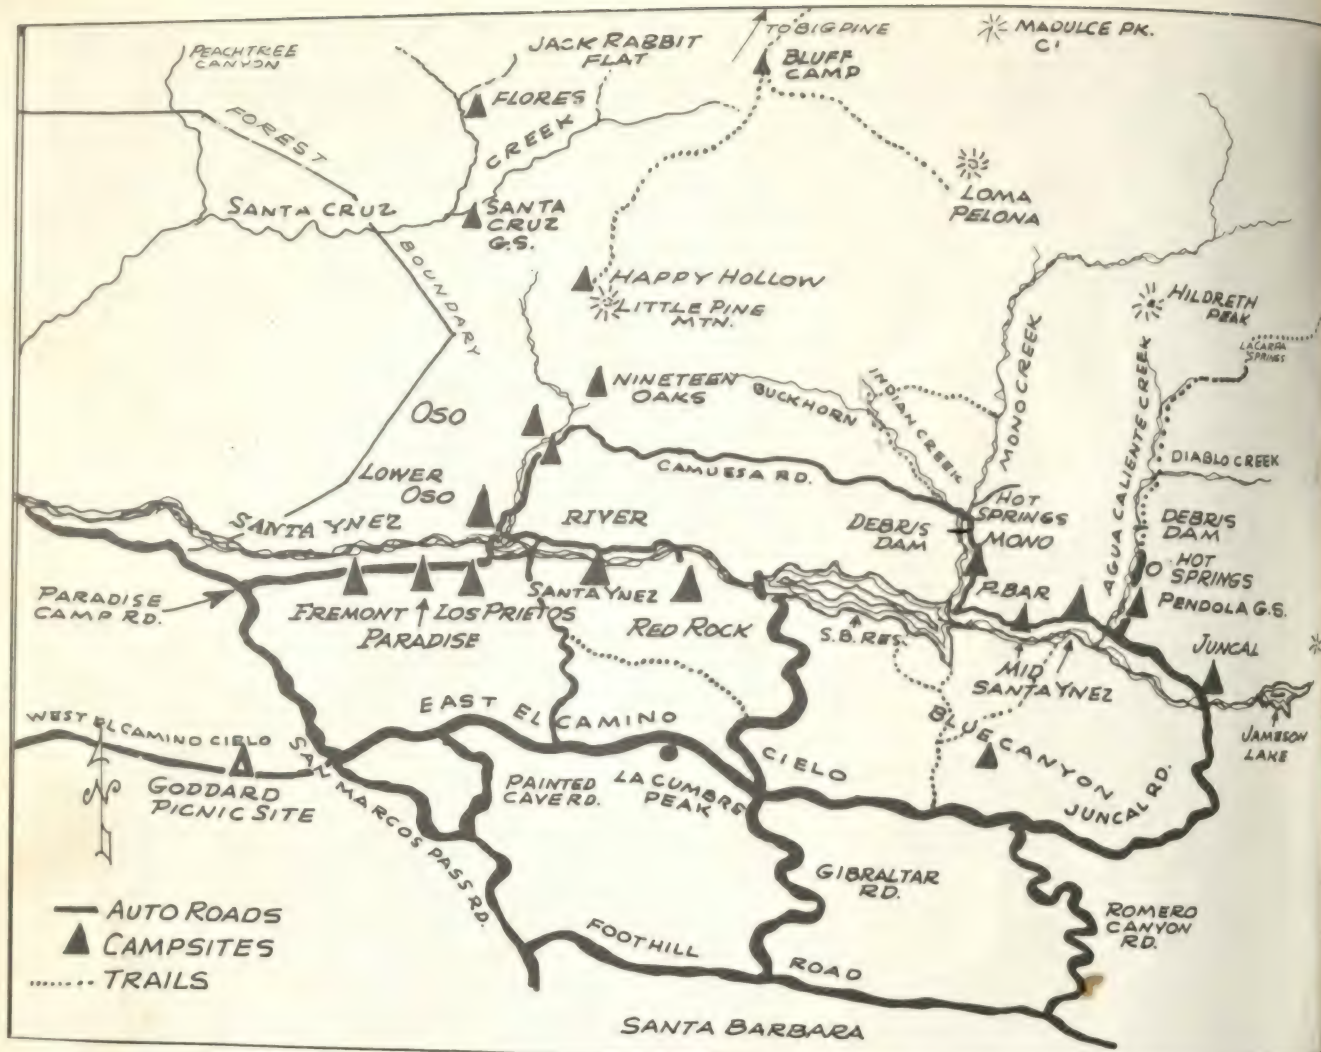 PEACHTREE
CANYON
JACK RABBIT
FLAT
TO BIG PINE
MADULCE PK.
BLUFF
CAMP
FLORES
FOREST
CREEK
SANTA CRUZ
SANTA
CRUZ
G.S.
LOMA
PELONA
BOUNDARY
HAPPY HOLLOW
LITTLE PINE
MTN.
HILDRETH
PEAK
LA CARPA
SPRINGS
NINETEEN
OAKS
BUCKHORN
INDIAN CREEK
MONO CREEK
AGUA CALIENTE CREEK
OSO
CAMUESA RD.
DIABLO CREEK
LOWER
OSO
HOT
SPRINGS
SANTA YNEZ
RIVER
DEBRIS
DAM
MONO
DEBRIS
DAM
HOT
SPRINGS
PARADISE
CAMP RD.
FREMONT
LOS PRIETOS
PARADISE
SANTA YNEZ
RED ROCK
P-BAR
PENDOLA G.S.
S.B. RES
MID
SANTA YNEZ
JUNCAL
JAMESON
LAKE
WEST EL CAMINO CIELO
EAST EL CAMINO
CIELO
BLUE CANYON
JUNCAL RD.
GODDARD
PICNIC SITE
SAN MARCOS PASS RD.
PAINTED
CAVE RD.
LA CUMBRE
PEAK
N
GIBRALTAR
RD.
ROMERO
CANYON
RD.
AUTO ROADS
CAMPSITES
TRAILS
FOOTHILL
ROAD
SANTA BARBARA